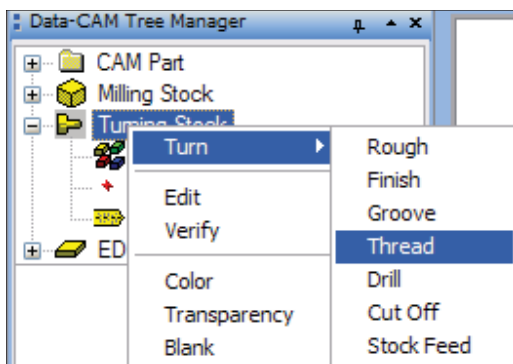 Data-CAM Tree Manager
CAM Part
Milling Stock
Turning Stock
ED
Turn
Edit
Verify
Color
Transparency
Blank
Rough
Finish
Groove
Thread
Drill
Cut Off
Stock Feed